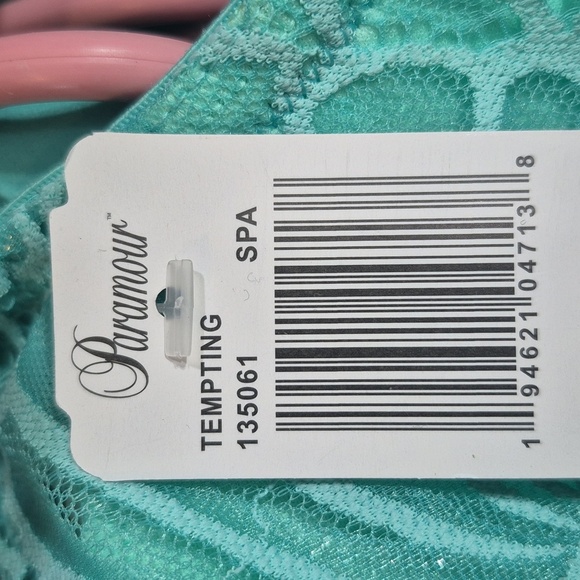 Paramour™
TEMPTING
135061 SPA
1 94621 04713 8